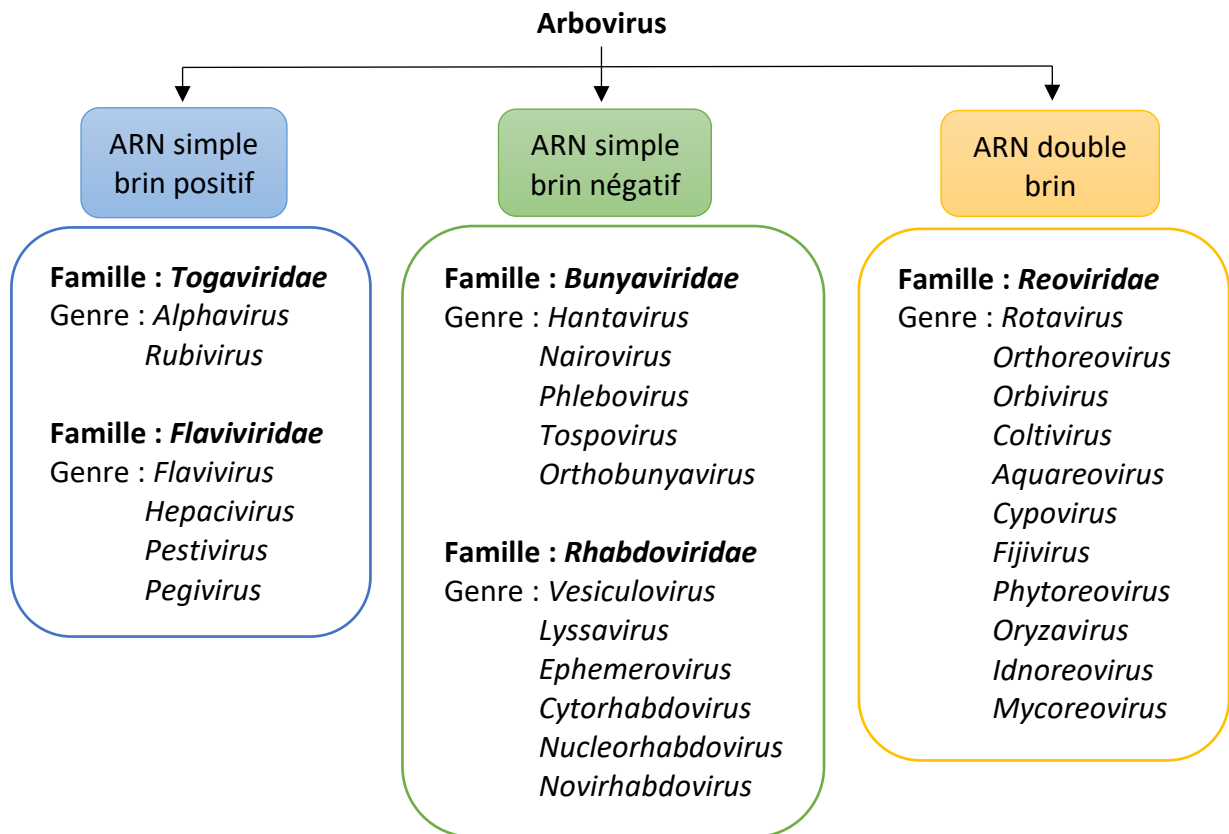 Arbovirus
ARN simple
brin positif
Famille : Togaviridae
Genre : Alphavirus
Rubivirus
Famille : Flaviviridae
Genre : Flavivirus
Hepacivirus
Pestivirus
Pegivirus
ARN simple
brin négatif
Famille : Bunyaviridae
Genre : Hantavirus
Nairovirus
Phlebovirus
Tospovirus
Orthobunyavirus
Famille : Rhabdoviridae
Genre : Vesiculovirus
Lyssavirus
Ephemerovirus
Cytorhabdovirus
Nucleorhabdovirus
Novirhabdovirus
ARN double
brin
Famille : Reoviridae
Genre : Rotavirus
Orthoreovirus
Orbivirus
Coltivirus
Aquareovirus
Cypovirus
Fijivirus
Phytoreovirus
Oryzavirus
Idnoreovirus
Mycoreovirus